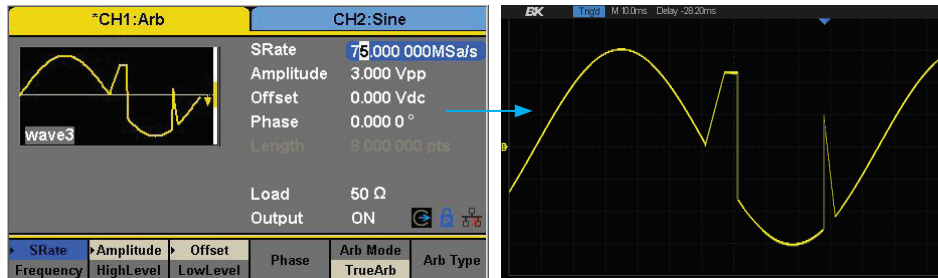 *CH1:Arb
CH2:Sine
wave3
SRate 75.000 000MSa/s
Amplitude 3.000 Vpp
Offset 0.000 Vdc
Phase 0.000 0 °
Length 8 000 000 pts
Load 50 Ω
Output ON
SRate Amplitude Offset Phase Arb Mode Arb Type
Frequency HighLevel LowLevel TrueArb
BK Trig'd M 10.0ms Delay -28.20ms